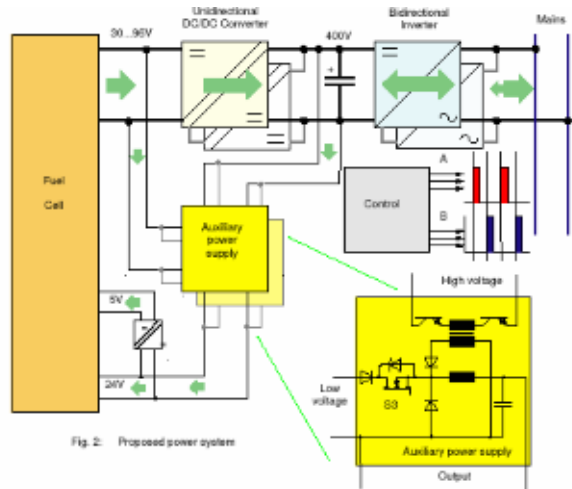 Unidirectional
DC/DC Converter
Bidirectional
Inverter
Mains
30...96V
400V
+
Fuel
Cell
A
Control
B
Auxiliary
power
supply
High voltage
5V
24V
Low
voltage
S3
Auxiliary power supply
Output
Fig. 2: Proposed power system